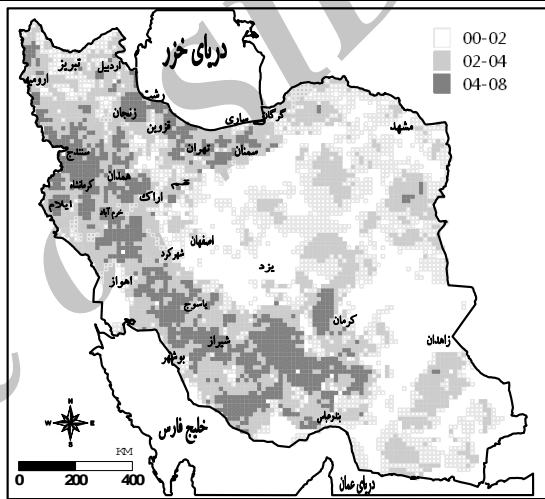 دریای خزر
00-02
02-04
04-08
تبریز
اردبیل
ارومیه
رشت
زنجان
قزوین
ساری
گرگان
مشهد
تهران
سمنان
سنندج
همدان
کرمانشاه
قم
اراک
ایلام
خرم آباد
اصفهان
شهرکرد
یزد
اهواز
یاسوج
شیراز
کرمان
زاهدان
بوشهر
بندرعباس
خلیج فارس
دریای عمان
N
W E
S
KM
0 200 400